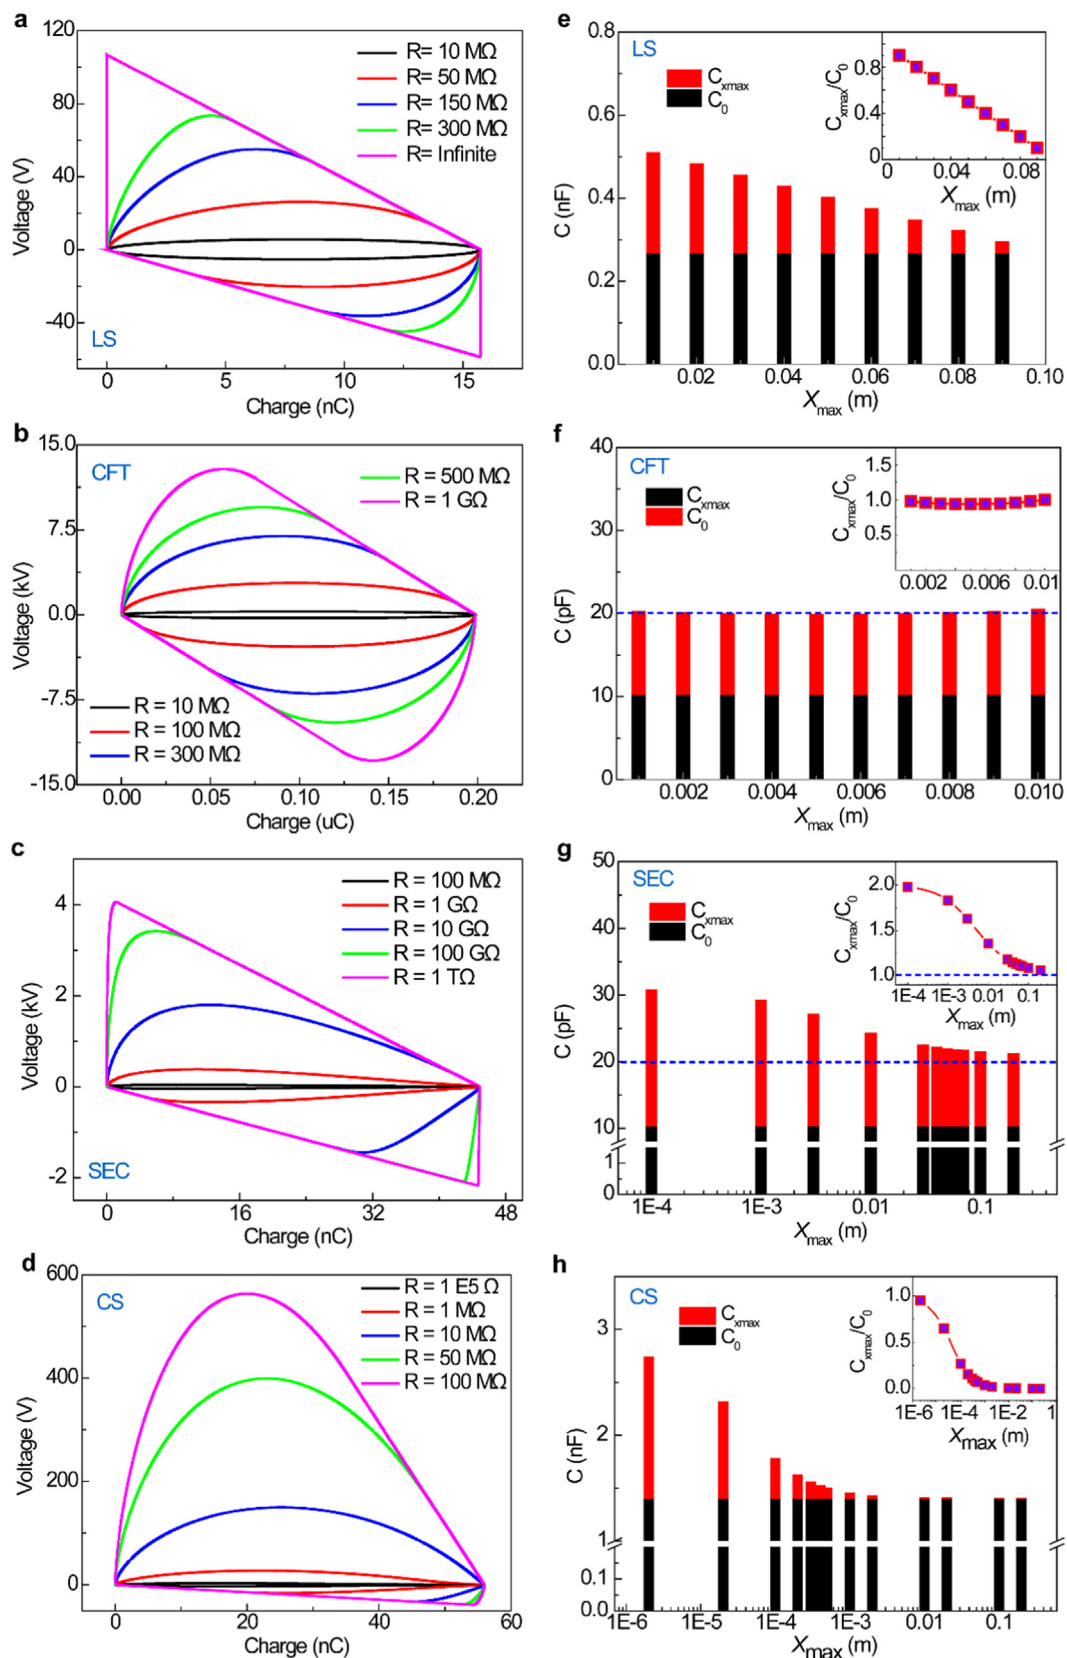 a
120
80
40
0
-40
Voltage (V)
R= 10 MΩ
R= 50 MΩ
R= 150 MΩ
R= 300 MΩ
R= Infinite
LS
0 5 10 15
Charge (nC)
b
15.0
7.5
0.0
-7.5
-15.0
Voltage (kV)
CFT
R = 500 MΩ
R = 1 GΩ
R = 10 MΩ
R = 100 MΩ
R = 300 MΩ
0.00 0.05 0.10 0.15 0.20
Charge (uC)
c
4
2
0
-2
Voltage (kV)
R = 100 MΩ
R = 1 GΩ
R = 10 GΩ
R = 100 GΩ
R = 1 TΩ
SEC
0 16 32 48
Charge (nC)
d
600
400
200
0
Voltage (V)
CS
R = 1 E5 Ω
R = 1 MΩ
R = 10 MΩ
R = 50 MΩ
R = 100 MΩ
0 20 40 60
Charge (nC)
e
0.8
0.6
0.4
0.2
0.0
C (nF)
LS
Cxmax
C0
0.8
0.4
0
Cxmax/C0
0 0.04 0.08
Xmax (m)
0.02 0.04 0.06 0.08 0.10
Xmax (m)
f
40
30
20
10
0
C (pF)
CFT
Cxmax
C0
1.5
1.0
0.5
Cxmax/C0
0.002 0.006 0.01
0.002 0.004 0.006 0.008 0.010
Xmax (m)
g
50
40
30
20
10
1
0
C (pF)
SEC
Cxmax
C0
2.0
1.5
1.0
Cxmax/C0
1E-4 1E-3 0.01 0.1
Xmax (m)
1E-4 1E-3 0.01 0.1
Xmax (m)
h
3
2
1
0.1
0.0
C (nF)
CS
Cxmax
C0
1.0
0.5
0.0
Cxmax/C0
1E-6 1E-4 1E-2 1
Xmax (m)
1E-6 1E-5 1E-4 1E-3 0.01 0.1
Xmax (m)